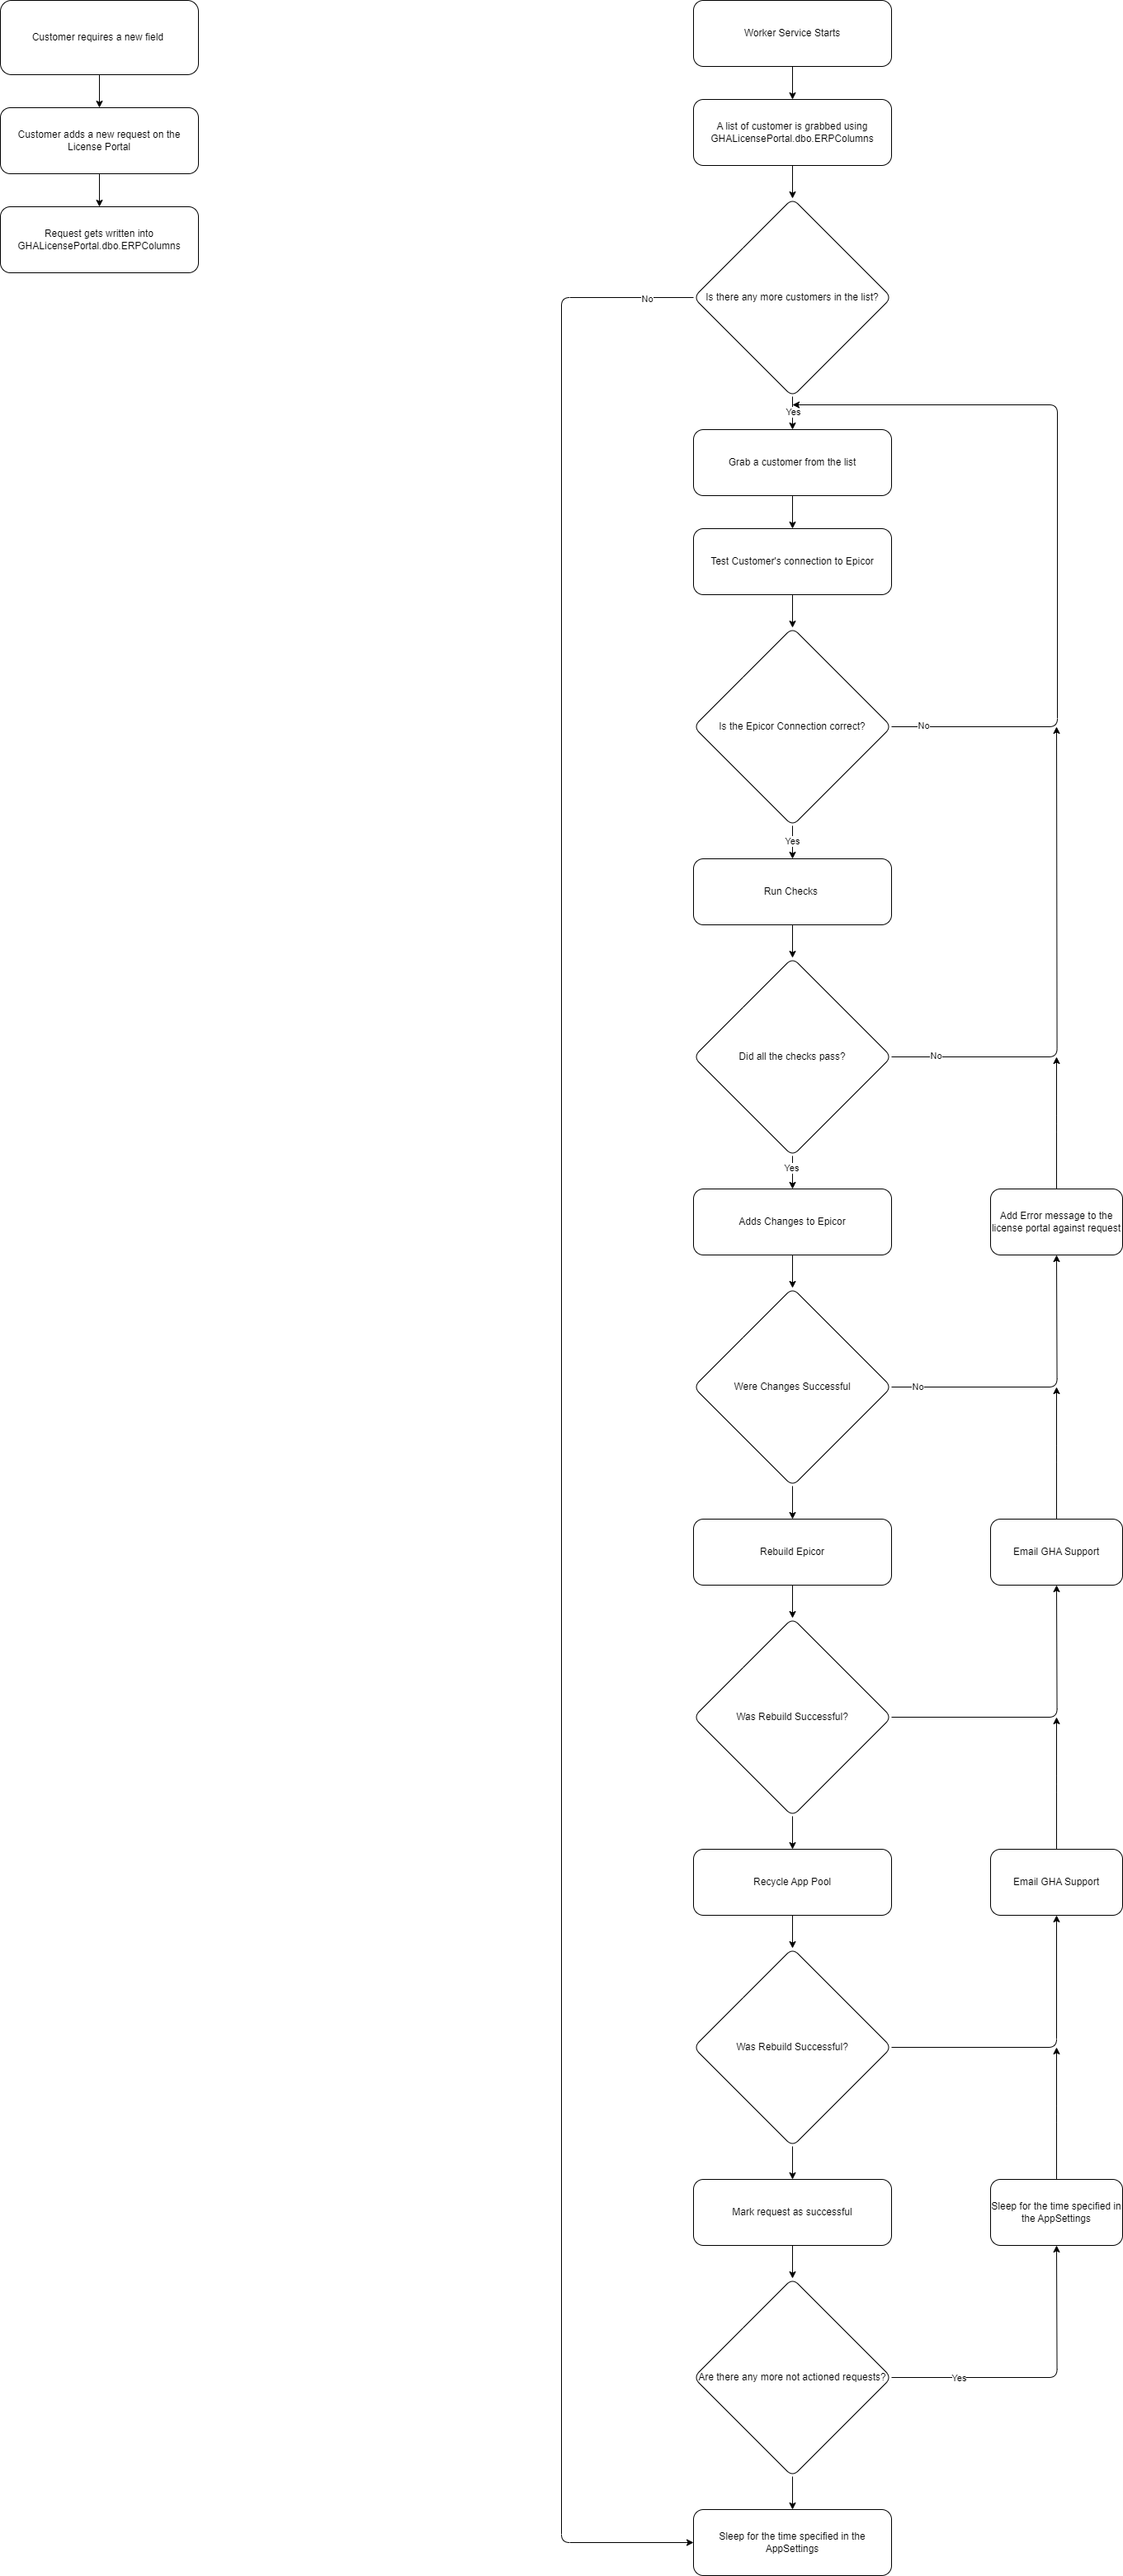 Customer requires a new field
Customer adds a new request on the
License Portal
Request gets written into
GHALicensePortal.dbo.ERPColumns
Worker Service Starts
A list of customer is grabbed using
GHALicensePortal.dbo.ERPColumns
Is there any more customers in the list?
No
Yes
Grab a customer from the list
Test Customer's connection to Epicor
Is the Epicor Connection correct?
No
Yes
Run Checks
Did all the checks pass?
No
Yes
Adds Changes to Epicor
Add Error message to the
license portal against request
Were Changes Successful
No
Rebuild Epicor
Email GHA Support
Was Rebuild Successful?
Recycle App Pool
Email GHA Support
Was Rebuild Successful?
Mark request as successful
Sleep for the time specified in
the AppSettings
Are there any more not actioned requests?
Yes
Sleep for the time specified in the
AppSettings